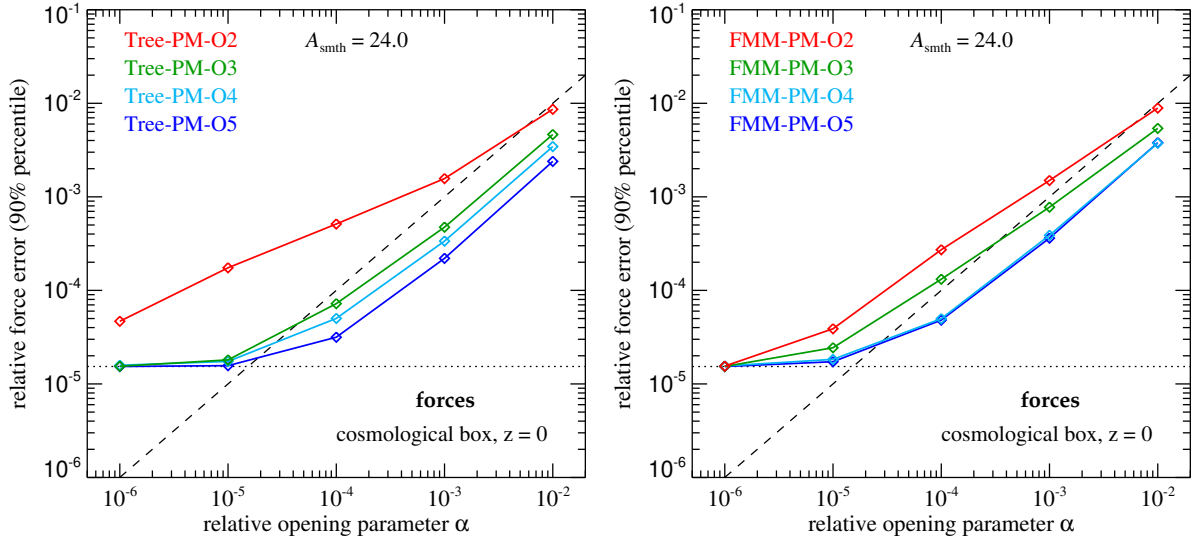 Tree-PM-O2
Tree-PM-O3
Tree-PM-O4
Tree-PM-O5
A_smth = 24.0
forces
cosmological box, z = 0
10^-1
10^-2
10^-3
10^-4
10^-5
10^-6
relative force error (90% percentile)
10^-6 10^-5 10^-4 10^-3 10^-2
relative opening parameter α
FMM-PM-O2
FMM-PM-O3
FMM-PM-O4
FMM-PM-O5
A_smth = 24.0
forces
cosmological box, z = 0
10^-1
10^-2
10^-3
10^-4
10^-5
10^-6
relative force error (90% percentile)
10^-6 10^-5 10^-4 10^-3 10^-2
relative opening parameter α